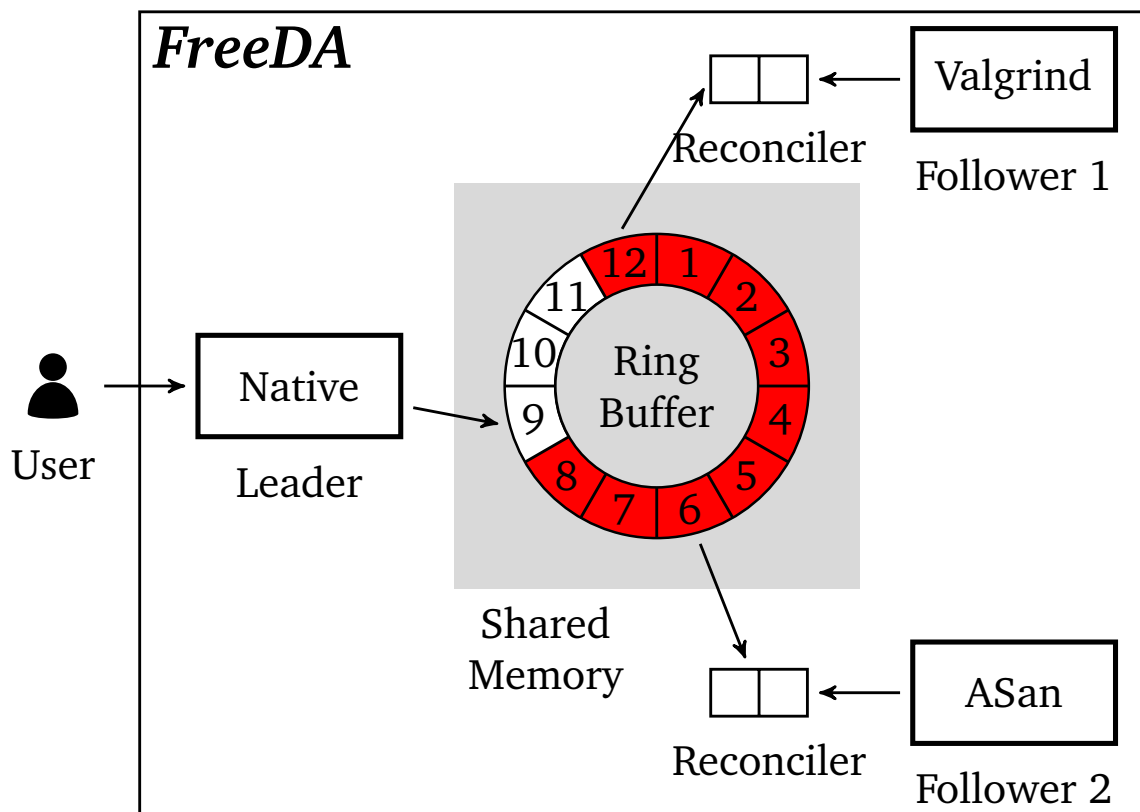 FreeDA
Valgrind
Reconciler
Follower 1
12
1
2
3
4
5
6
7
8
9
10
11
Ring
Buffer
Native
Leader
User
Shared
Memory
ASan
Reconciler
Follower 2